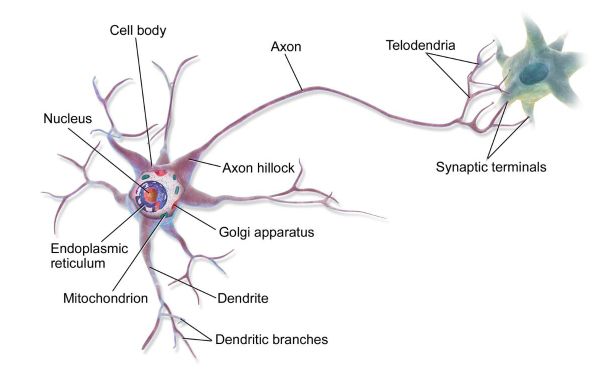 Cell body
Axon
Telodendria
Nucleus
Axon hillock
Synaptic terminals
Golgi apparatus
Endoplasmic
reticulum
Mitochondrion
Dendrite
Dendritic branches